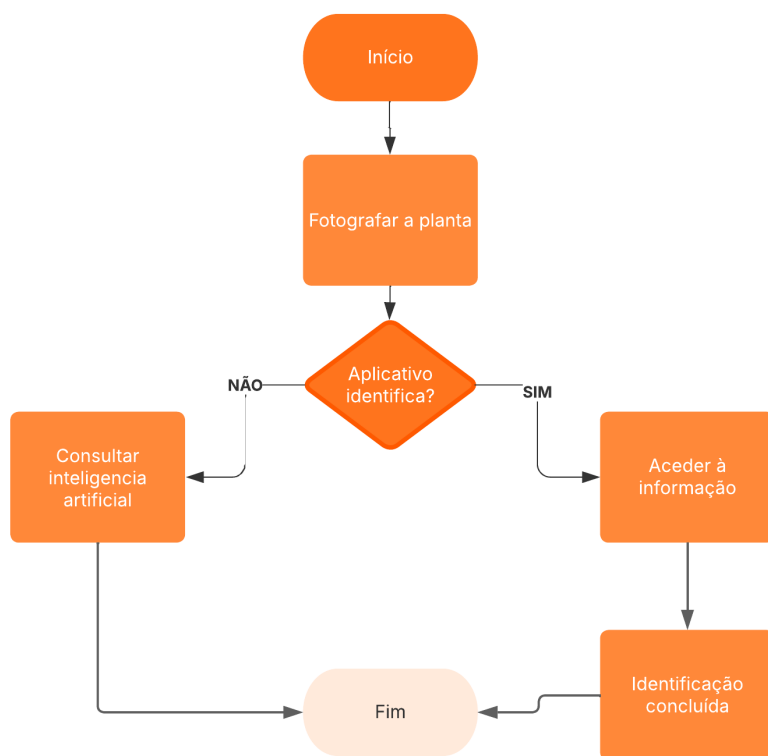 Início
Fotografar a planta
Aplicativo
identifica?
NÃO
SIM
Consultar
inteligencia
artificial
Aceder à
informação
Identificação
concluída
Fim